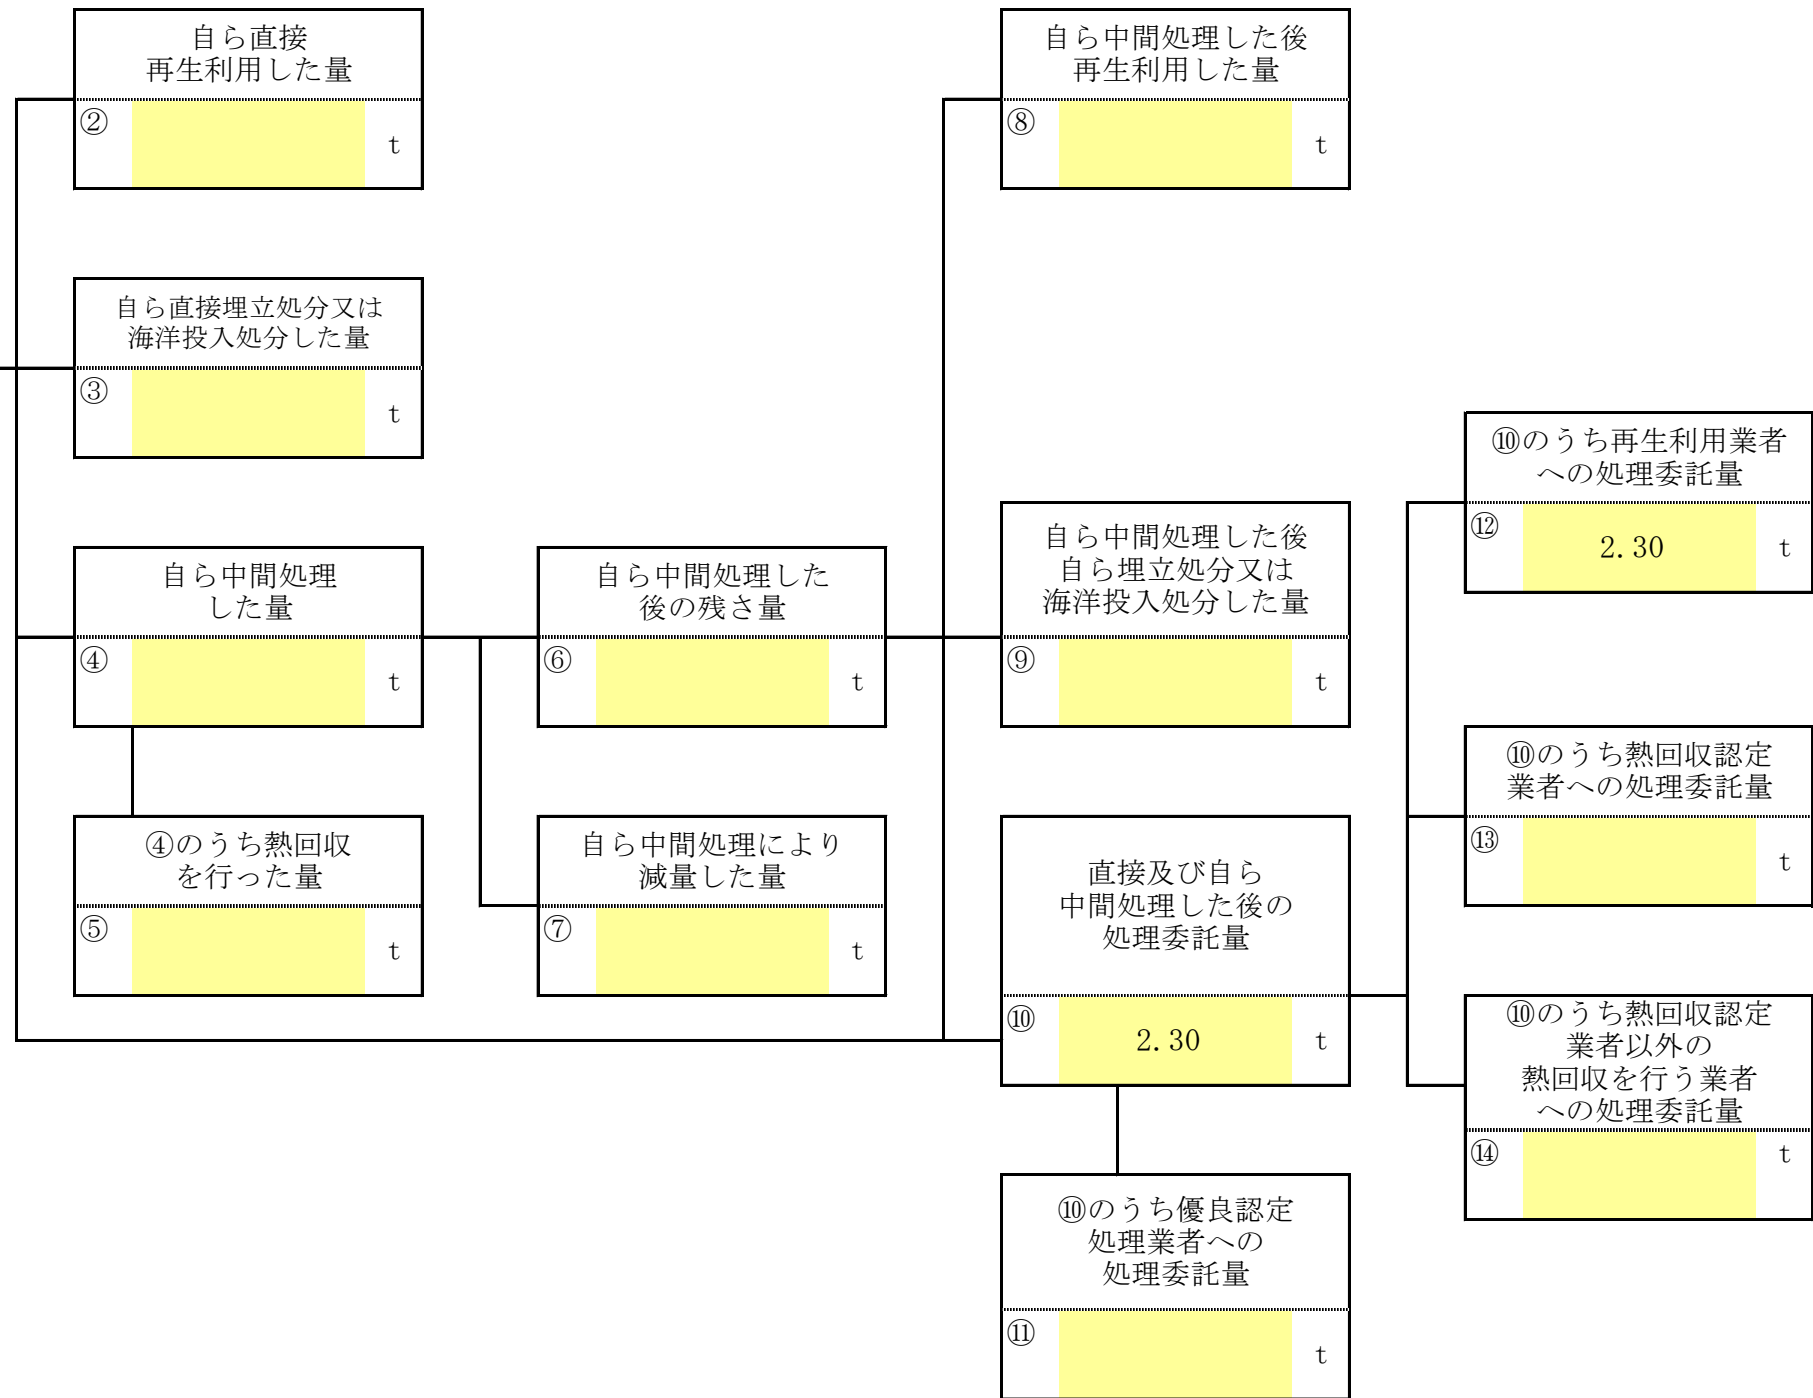 自ら直接
再生利用した量
②
t
自ら中間処理した後
再生利用した量
⑧
t
自ら直接埋立処分又は
海洋投入処分した量
③
t
⑩のうち再生利用業者
への処理委託量
⑫
2.30
t
自ら中間処理
した量
④
t
自ら中間処理した
後の残さ量
⑥
t
自ら中間処理した後
自ら埋立処分又は
海洋投入処分した量
⑨
t
⑩のうち熱回収認定
業者への処理委託量
⑬
t
④のうち熱回収
を行った量
⑤
t
自ら中間処理により
減量した量
⑦
t
直接及び自ら
中間処理した後の
処理委託量
⑩
2.30
t
⑩のうち熱回収認定
業者以外の
熱回収を行う業者
への処理委託量
⑭
t
⑩のうち優良認定
処理業者への
処理委託量
⑪
t